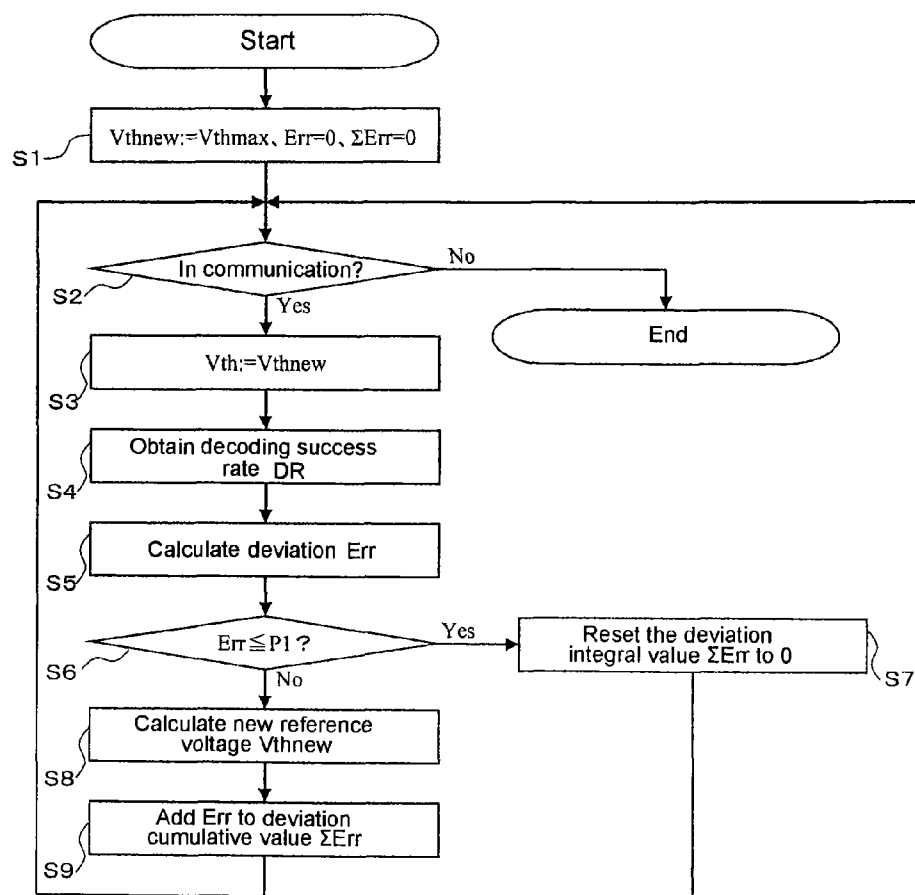 Start
Vthnew:=Vthmax、Err=0、ΣErr=0
S1
In communication?
No
S2
Yes
End
Vth:=Vthnew
S3
Obtain decoding success
rate DR
S4
Calculate deviation Err
S5
Err≦P1?
Yes
Reset the deviation
integral value ΣErr to 0
S6
No
S7
Calculate new reference
voltage Vthnew
S8
Add Err to deviation
cumulative value ΣErr
S9